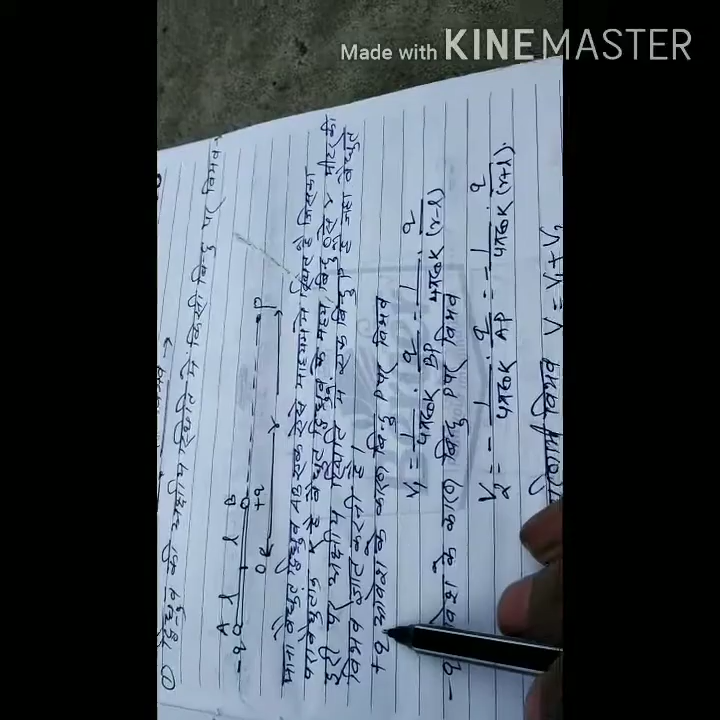 Made with KINEMASTER
① वैद्युत द्विध्रुव की अक्षीय स्थिति में किसी बिन्दु पर विभव -
A l l B
-q O +q P
O r
माना वैद्युत द्विध्रुव AB एक ऐसे माध्यम में स्थित है जिसका
परावैद्युतांक K है वैद्युत द्विध्रुव के मध्य बिन्दु O से r मीटर की
दूरी पर अक्षीय स्थिति में एक बिन्दु P है जहाँ वैद्युत
विभव ज्ञात करना है।
+q आवेश के कारण बिन्दु P पर विभव
V₁ = 1/4πε₀K · q/BP = 1/4πε₀K · q/(r-l)
-q आवेश के कारण बिन्दु P पर विभव
V₂ = - 1/4πε₀K · q/AP = - 1/4πε₀K · q/(r+l).
विभव V = V₁ + V₂